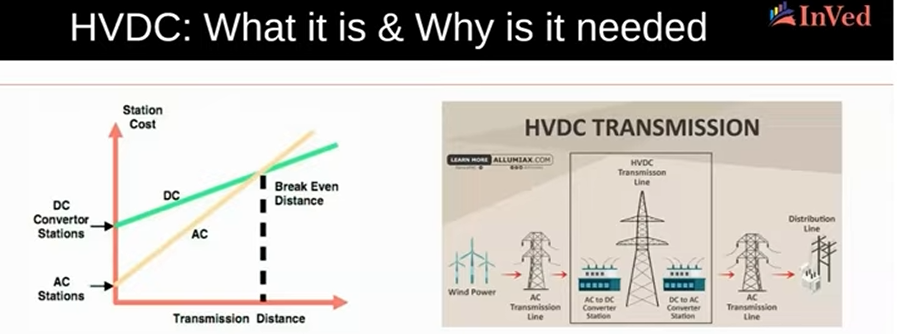 HVDC: What it is & Why is it needed
InVed
Station
Cost
DC
Convertor
Stations
AC
Stations
DC
AC
Break Even
Distance
Transmission Distance
HVDC TRANSMISSION
LEARN MORE ALLUMIAX.COM
HVDC
Transmisson
Line
Wind Power
AC
Transmission
Line
AC to DC
Converter
Station
DC to AC
Converter
Station
AC
Transmission
Line
Distribution
Line